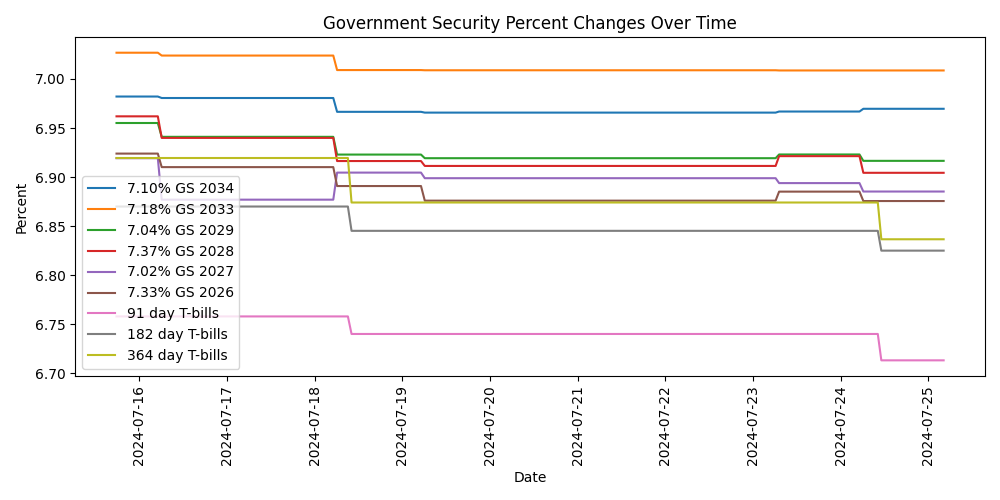 Government Security Percent Changes Over Time
Percent
7.00
6.95
6.90
6.85
6.80
6.75
6.70
7.10% GS 2034
7.18% GS 2033
7.04% GS 2029
7.37% GS 2028
7.02% GS 2027
7.33% GS 2026
91 day T-bills
182 day T-bills
364 day T-bills
2024-07-16
2024-07-17
2024-07-18
2024-07-19
2024-07-20
2024-07-21
2024-07-22
2024-07-23
2024-07-24
2024-07-25
Date